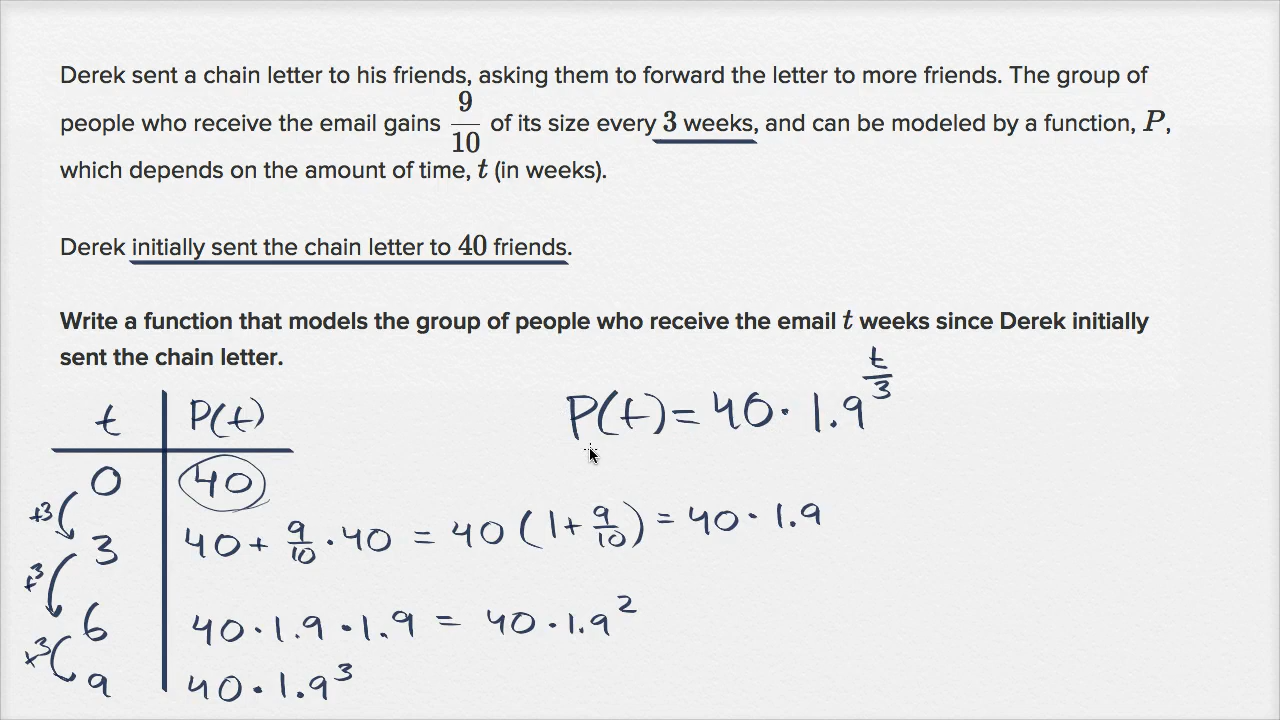 Derek sent a chain letter to his friends, asking them to forward the letter to more friends. The group of
people who receive the email gains 9/10 of its size every 3 weeks, and can be modeled by a function, P,
which depends on the amount of time, t (in weeks).
Derek initially sent the chain letter to 40 friends.
Write a function that models the group of people who receive the email t weeks since Derek initially
sent the chain letter.
P(t) = 40 · 1.9^(t/3)
t P(t)
0 40
+3
3 40 + 9/10 · 40 = 40 (1 + 9/10) = 40 · 1.9
+3
6 40 · 1.9 · 1.9 = 40 · 1.9²
+3
9 40 · 1.9³